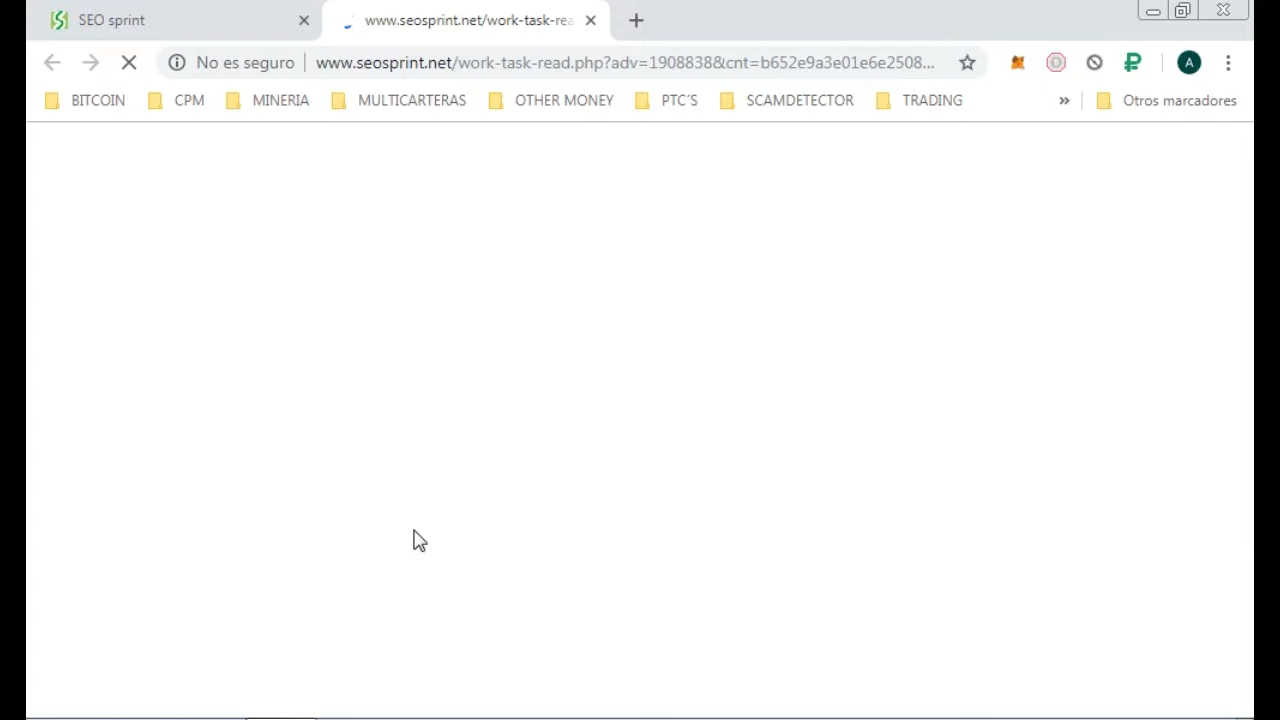 SEO sprint
www.seosprint.net/work-task-rea
No es seguro
www.seosprint.net/work-task-read.php?adv=1908838&cnt=b652e9a3e01e6e2508...
A
BITCOIN
CPM
MINERIA
MULTICARTERAS
OTHER MONEY
PTC´S
SCAMDETECTOR
TRADING
»
Otros marcadores